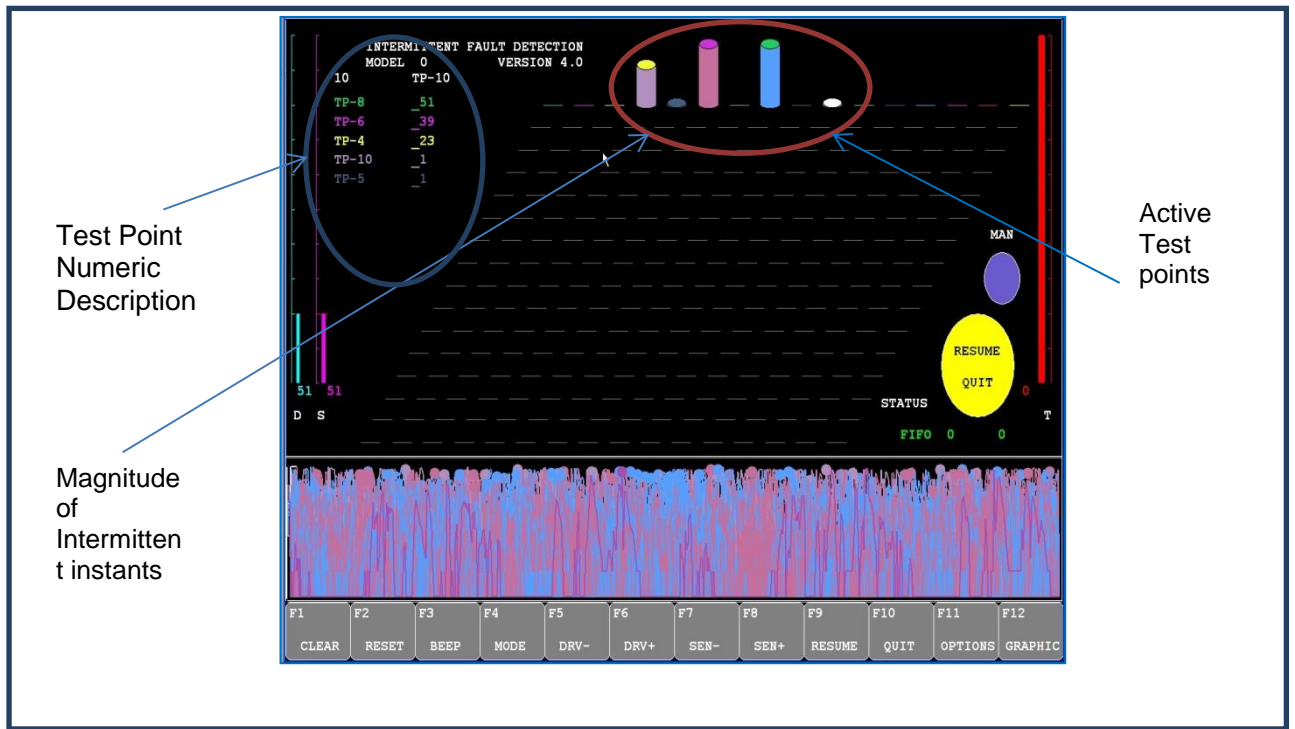 INTERMITTENT FAULT DETECTION
MODEL 0 VERSION 4.0
10 TP-10
TP-8 _51
TP-6 _39
TP-4 _23
TP-10 _1
TP-5 _1
Test Point
Numeric
Description
Active
Test
points
MAN
RESUME
QUIT
51 51
0
D S
STATUS
T
FIFO 0 0
Magnitude
of
Intermitten
t instants
F1 F2 F3 F4 F5 F6 F7 F8 F9 F10 F11 F12
CLEAR RESET BEEP MODE DRV- DRV+ SEN- SEN+ RESUME QUIT OPTIONS GRAPHIC